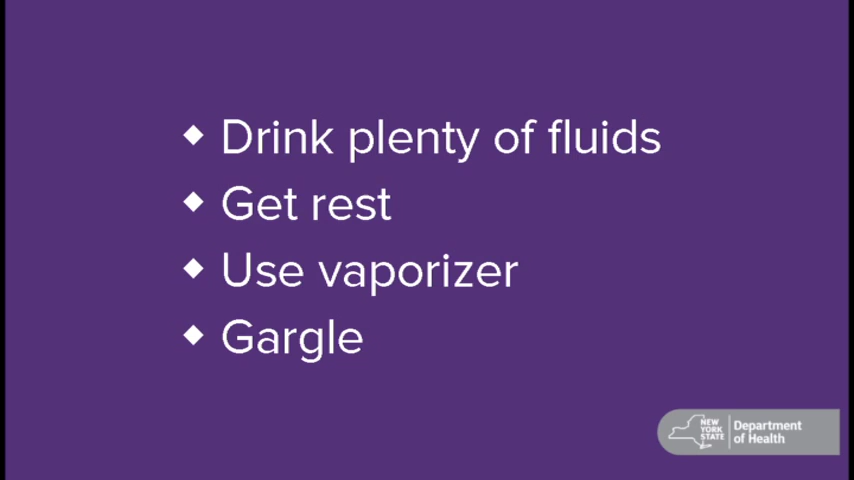 Drink plenty of fluids
Get rest
Use vaporizer
Gargle
NEW
YORK
STATE
Department
of Health